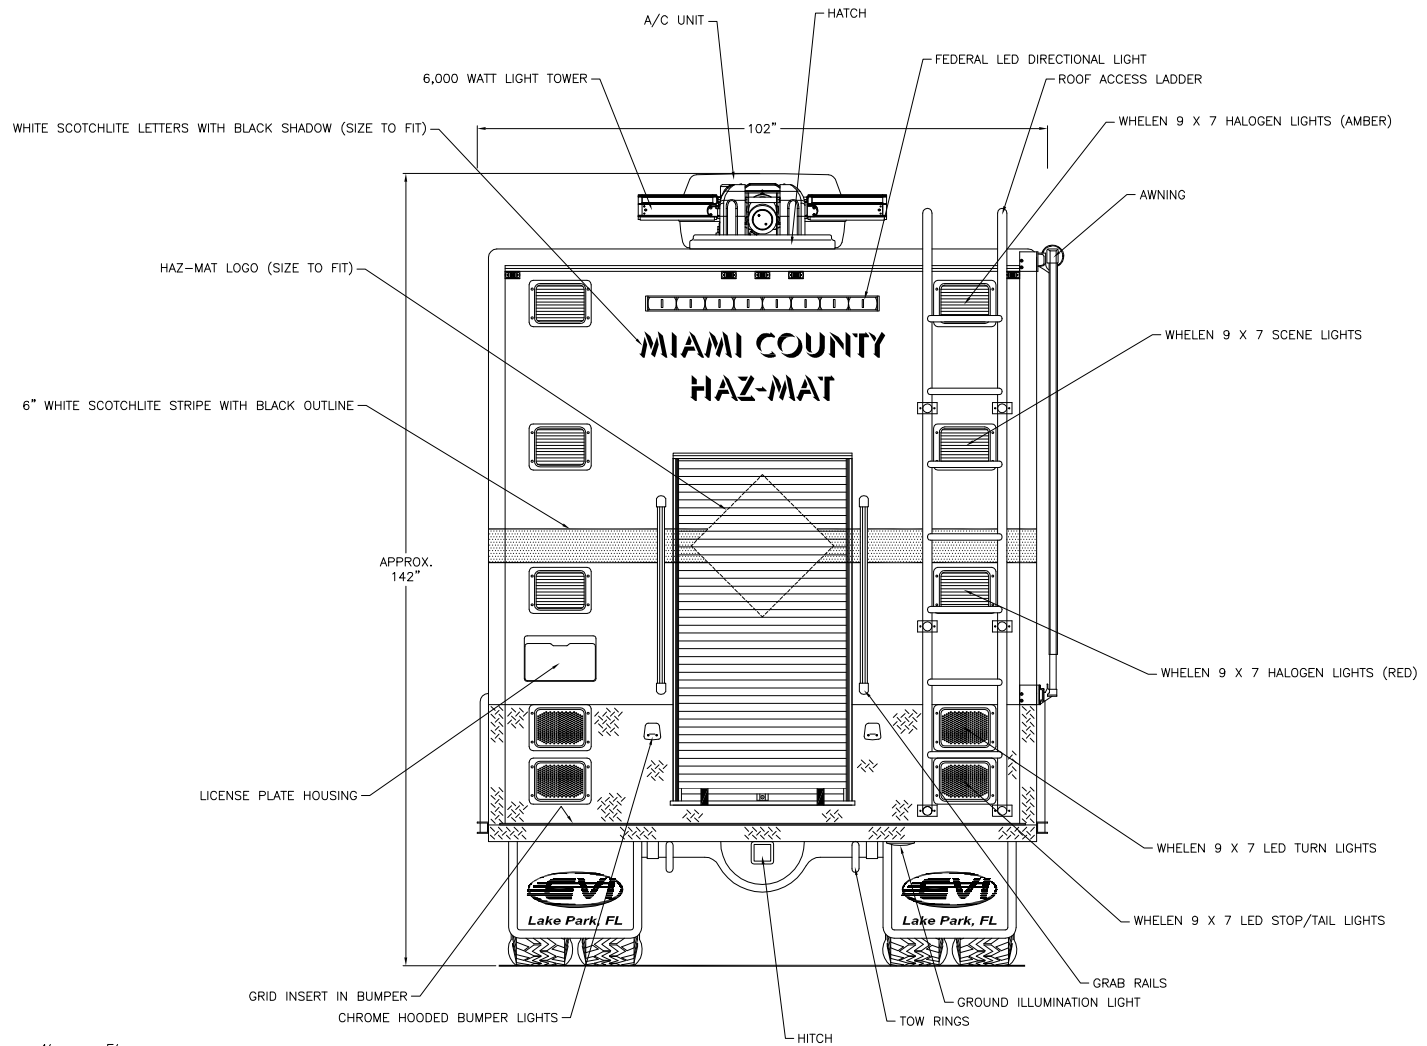 A/C UNIT
HATCH
FEDERAL LED DIRECTIONAL LIGHT
6,000 WATT LIGHT TOWER
ROOF ACCESS LADDER
WHITE SCOTCHLITE LETTERS WITH BLACK SHADOW (SIZE TO FIT)
102"
WHELEN 9 X 7 HALOGEN LIGHTS (AMBER)
AWNING
HAZ-MAT LOGO (SIZE TO FIT)
WHELEN 9 X 7 SCENE LIGHTS
MIAMI COUNTY
HAZ-MAT
6" WHITE SCOTCHLITE STRIPE WITH BLACK OUTLINE
APPROX.
142"
WHELEN 9 X 7 HALOGEN LIGHTS (RED)
LICENSE PLATE HOUSING
WHELEN 9 X 7 LED TURN LIGHTS
EVI
Lake Park, FL
EVI
Lake Park, FL
WHELEN 9 X 7 LED STOP/TAIL LIGHTS
GRAB RAILS
GRID INSERT IN BUMPER
GROUND ILLUMINATION LIGHT
CHROME HOODED BUMPER LIGHTS
TOW RINGS
HITCH